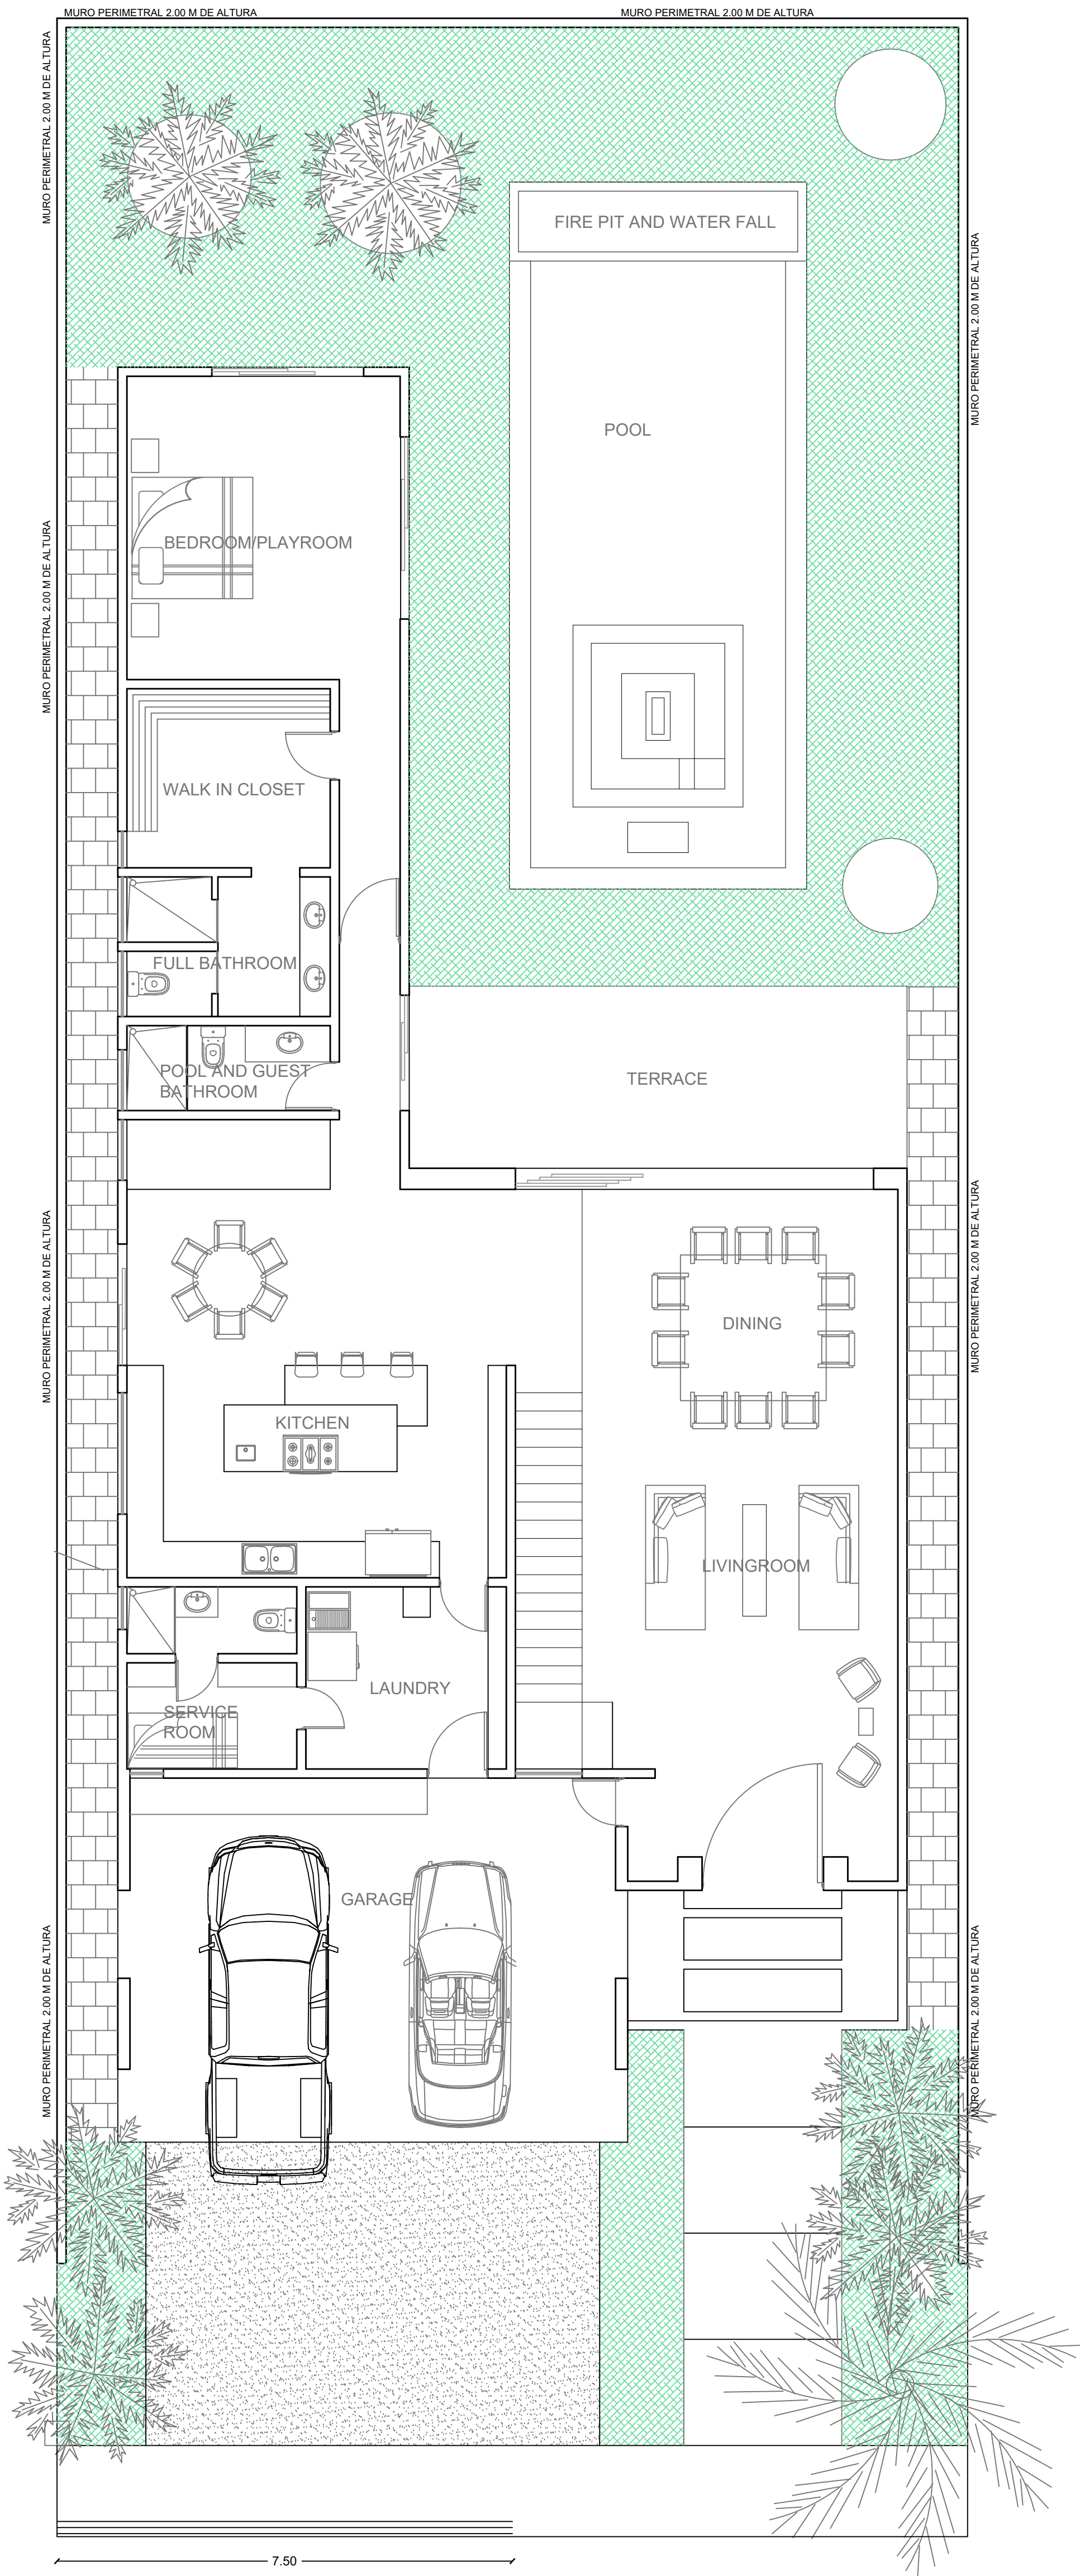 MURO PERIMETRAL 2.00 M DE ALTURA
MURO PERIMETRAL 2.00 M DE ALTURA
MURO PERIMETRAL 2.00 M DE ALTURA
FIRE PIT AND WATER FALL
MURO PERIMETRAL 2.00 M DE ALTURA
POOL
BEDROOM/PLAYROOM
MURO PERIMETRAL 2.00 M DE ALTURA
WALK IN CLOSET
FULL BATHROOM
POOL AND GUEST
BATHROOM
TERRACE
MURO PERIMETRAL 2.00 M DE ALTURA
MURO PERIMETRAL 2.00 M DE ALTURA
DINING
KITCHEN
LIVINGROOM
LAUNDRY
SERVICE
ROOM
GARAGE
MURO PERIMETRAL 2.00 M DE ALTURA
MURO PERIMETRAL 2.00 M DE ALTURA
7.50